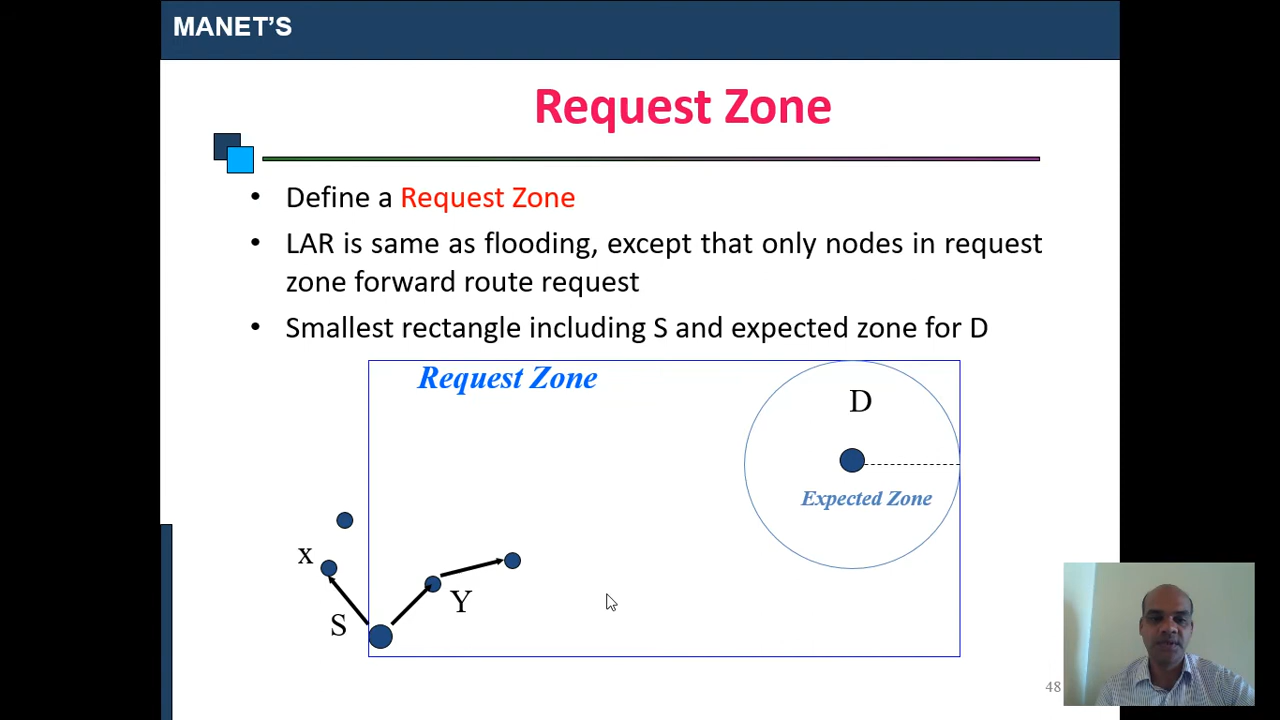 MANET’S
Request Zone
• Define a Request Zone
• LAR is same as flooding, except that only nodes in request
zone forward route request
• Smallest rectangle including S and expected zone for D
Request Zone
D
Expected Zone
x
Y
S
48